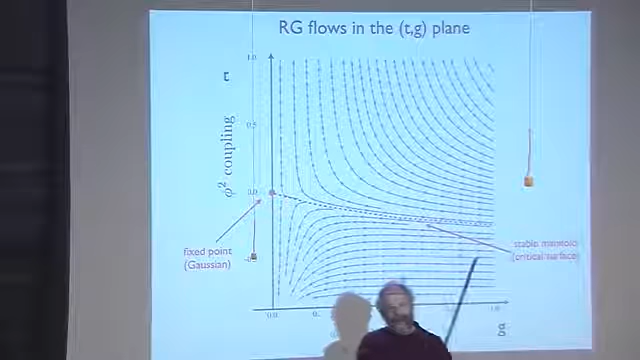 RG flows in the (t,g) plane
t
1.0
ϕ² coupling
0.5
0.0
fixed point
(Gaussian)
stable manifold
(critical surface)
0.0
1.0
g